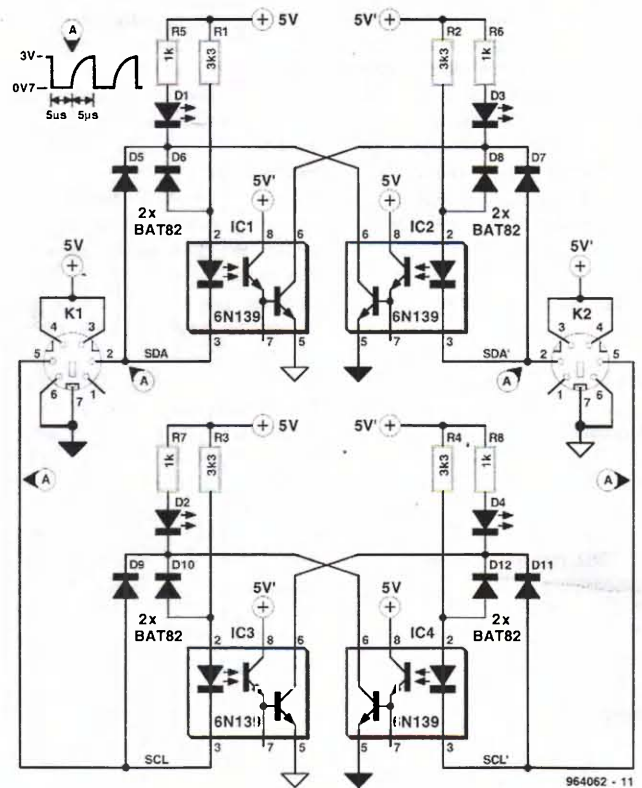 A
3V
0V7
5us 5µs
R5 R1 5V
1k 3k3
D1
D5 D6
2x
BAT82
5V' R2 R6
3k3 1k
D3
D8 D7
2x
BAT82
5V'
IC1
2 8 6
6N139
3 7 5
5V
IC2
6 8 2
6N139
5 7 3
5V
K1
4 3
5 2
6 7 1
SDA
A
SDA'
A
5V'
K2
3 4
2 5
1 7 6
A
A
R7 R3 5V
1k 3k3
D2
D9 D10
2x
BAT82
5V' R4 R8
3k3 1k
D4
D12 D11
2x
BAT82
5V'
IC3
2 8 6
6N139
3 7 5
5V
IC4
6 8 2
6N139
5 7 3
SCL
SCL'
964062 - 11